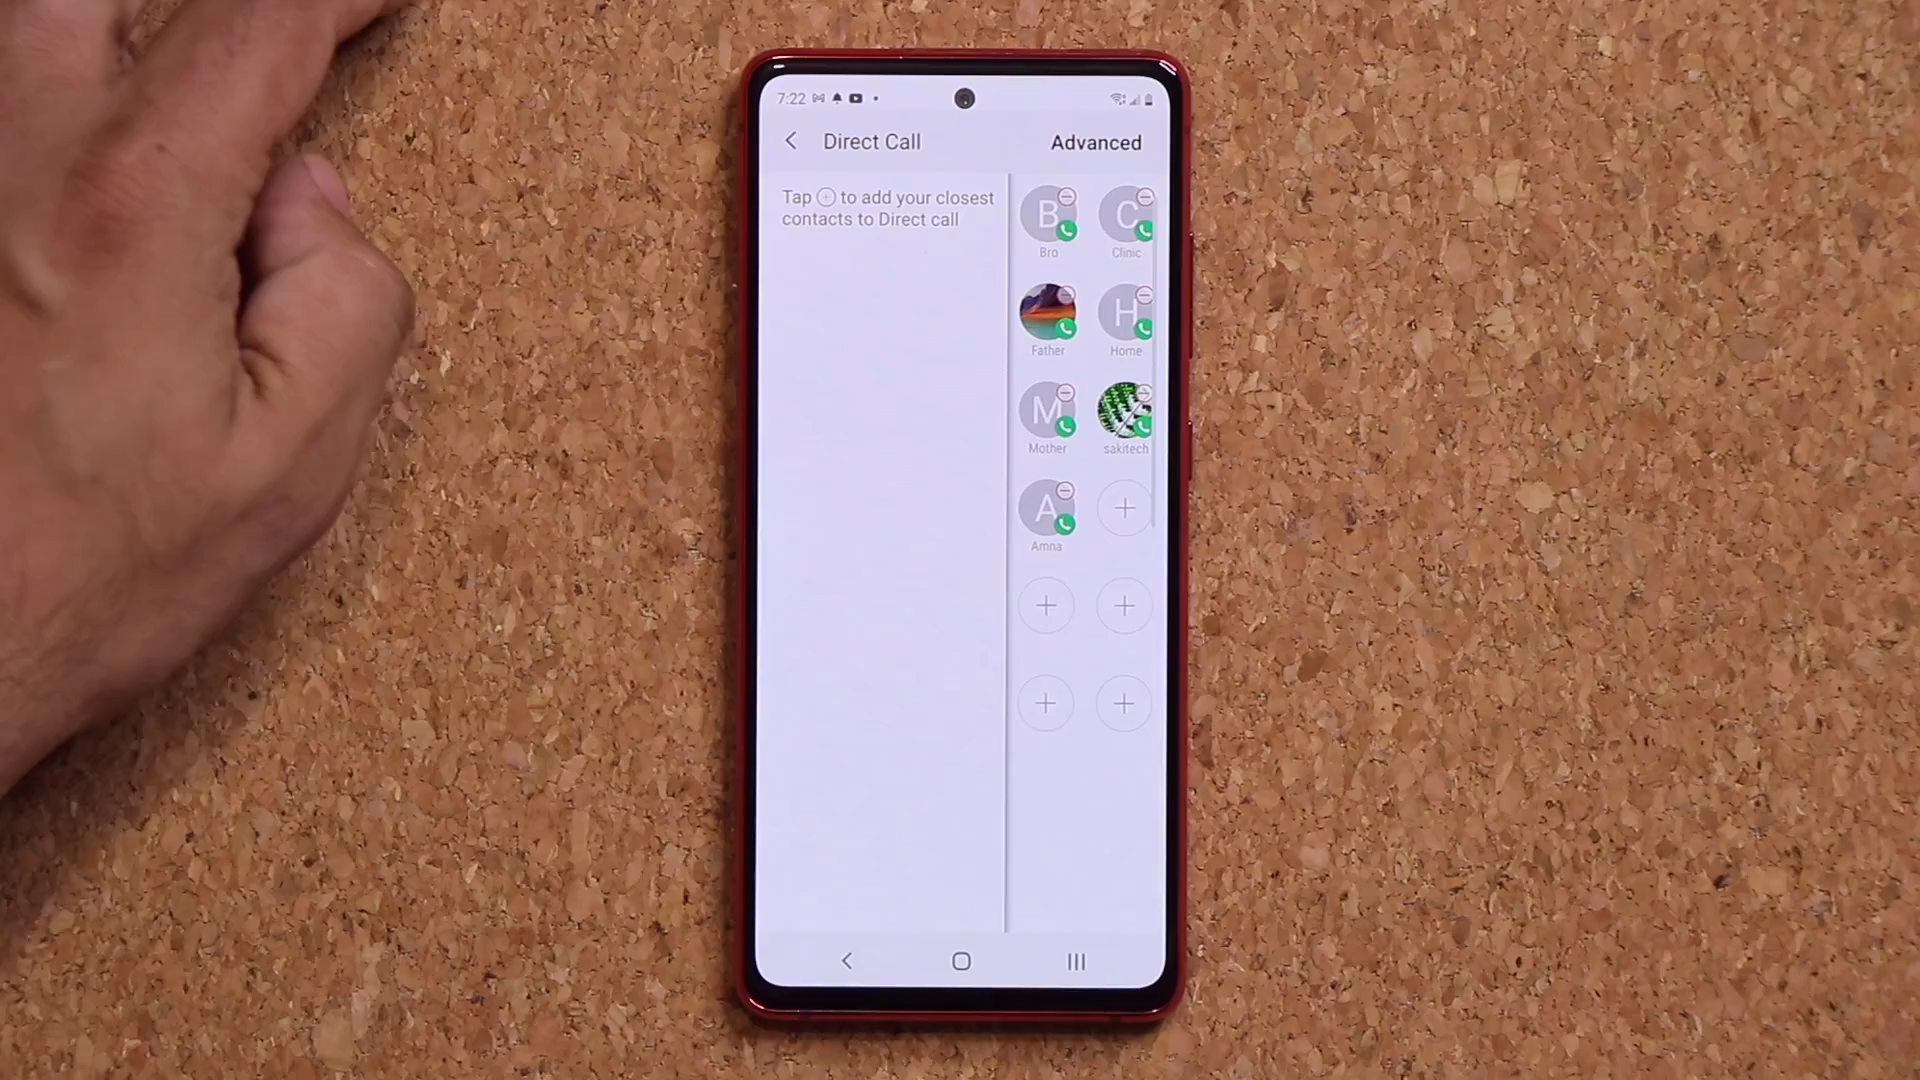 7:22
Direct Call
Advanced
Tap + to add your closest
contacts to Direct call
B
C
Bro
Clinic
H
Father
Home
M
Mother
sakitech
A
Amna